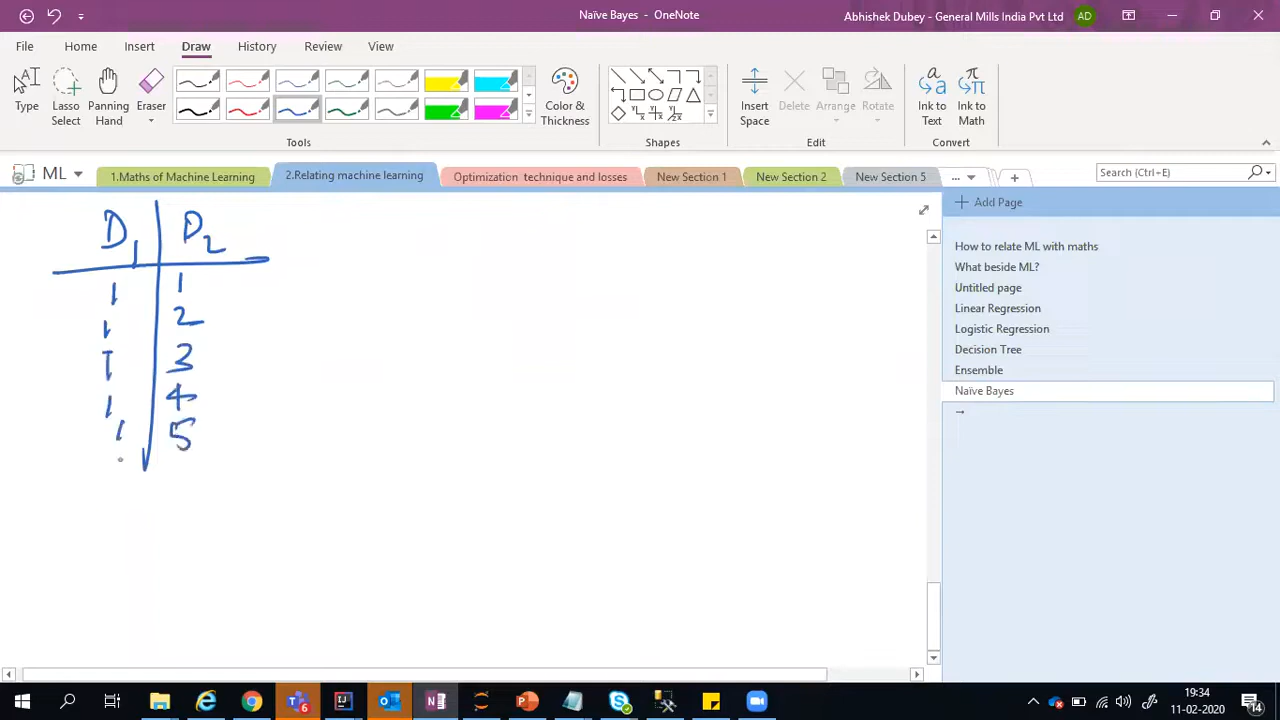 Naïve Bayes - OneNote
Abhishek Dubey - General Mills India Pvt Ltd AD
File Home Insert Draw History Review View
Type Lasso Select Panning Hand Eraser Color & Thickness Insert Space Delete Arrange Rotate Ink to Text Ink to Math
Tools Shapes Edit Convert
ML 1.Maths of Machine Learning 2.Relating machine learning Optimization technique and losses New Section 1 New Section 2 New Section 5 ... + Search (Ctrl+E)
Add Page
How to relate ML with maths
What beside ML?
Untitled page
Linear Regression
Logistic Regression
Decision Tree
Ensemble
Naïve Bayes
→
D1 D2
1 1
1 2
1 3
1 4
1 5
19:34
11-02-2020
6
14